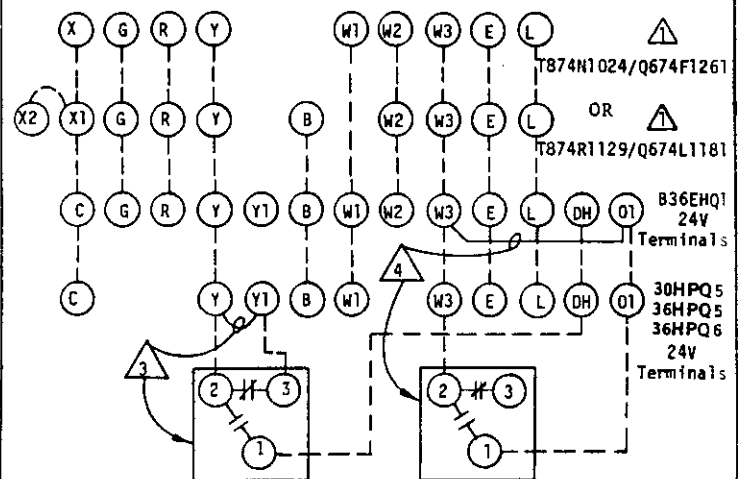 X G R Y W1 W2 W3 E L 1
T874N1024/Q674F1261
OR 1
X2 X1 G R Y B W2 W3 E L
T874R1129/Q674L1181
C G R Y Y1 B W1 W2 W3 E L DH O1
B36EHQ1
24V
Terminals
4
C Y Y1 B W1 W3 E L DH O1
30HPQ5
36HPQ5
36HPQ6
24V
Terminals
3
2 3
1
2 3
1